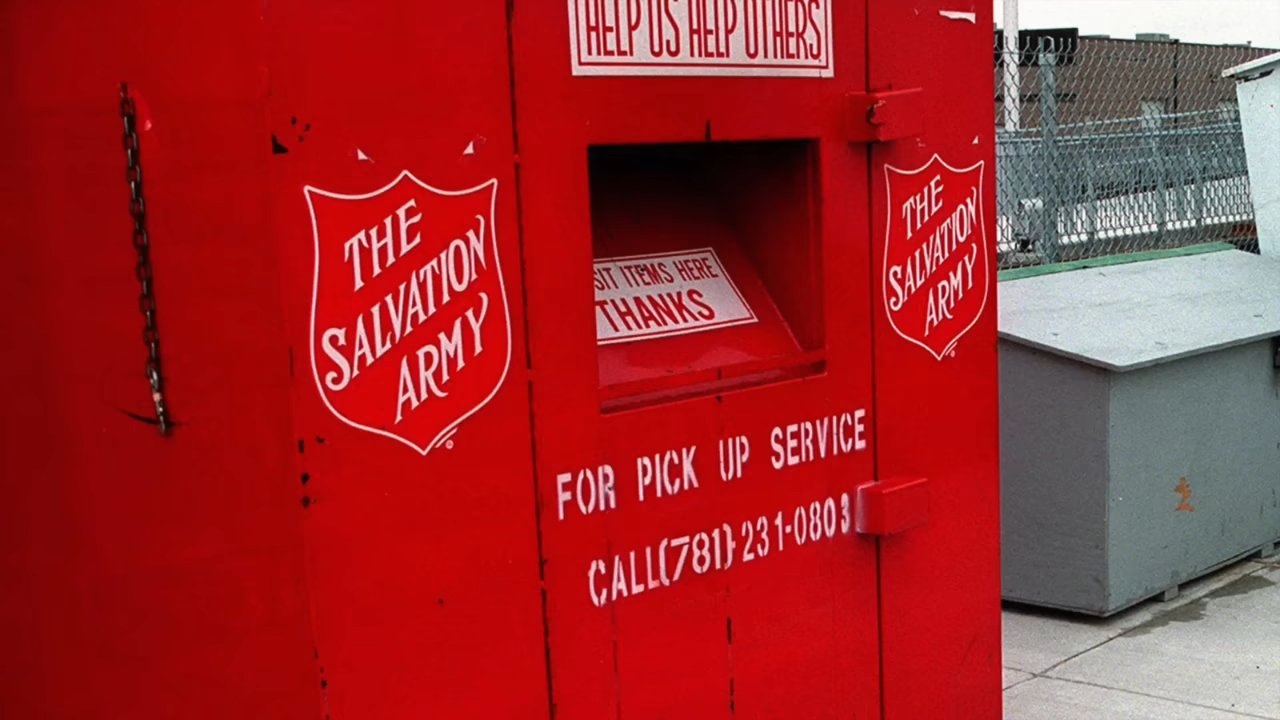 HELP US HELP OTHERS
THE
SALVATION
ARMY
SIT ITEMS HERE
THANKS
THE
SALVATION
ARMY
FOR PICK UP SERVICE
CALL(781)-231-0803